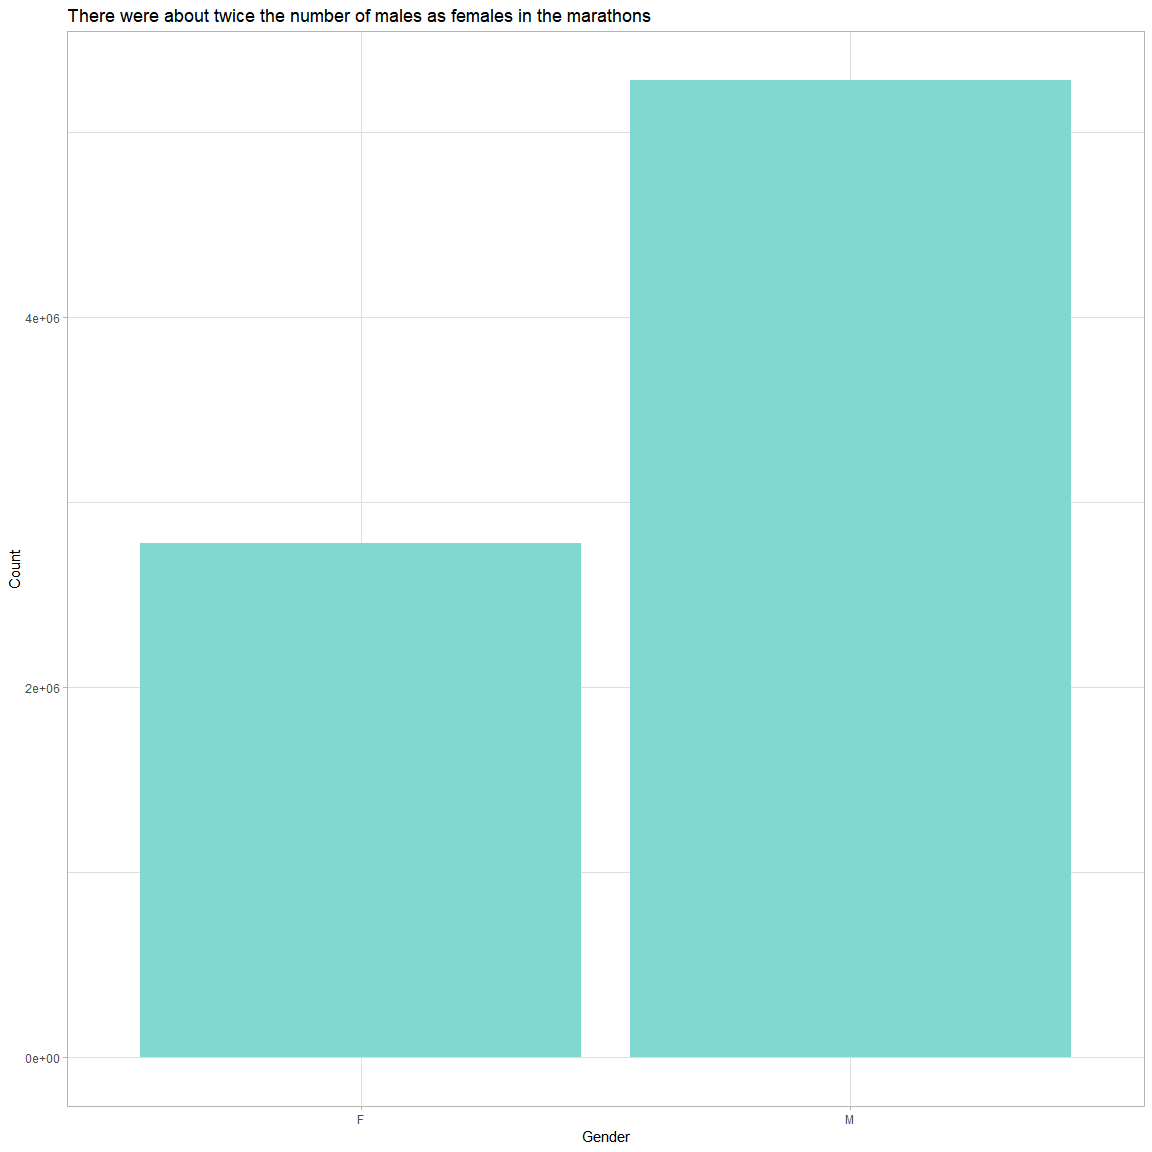 There were about twice the number of males as females in the marathons
4e+06
Count
2e+06
0e+00
F
M
Gender